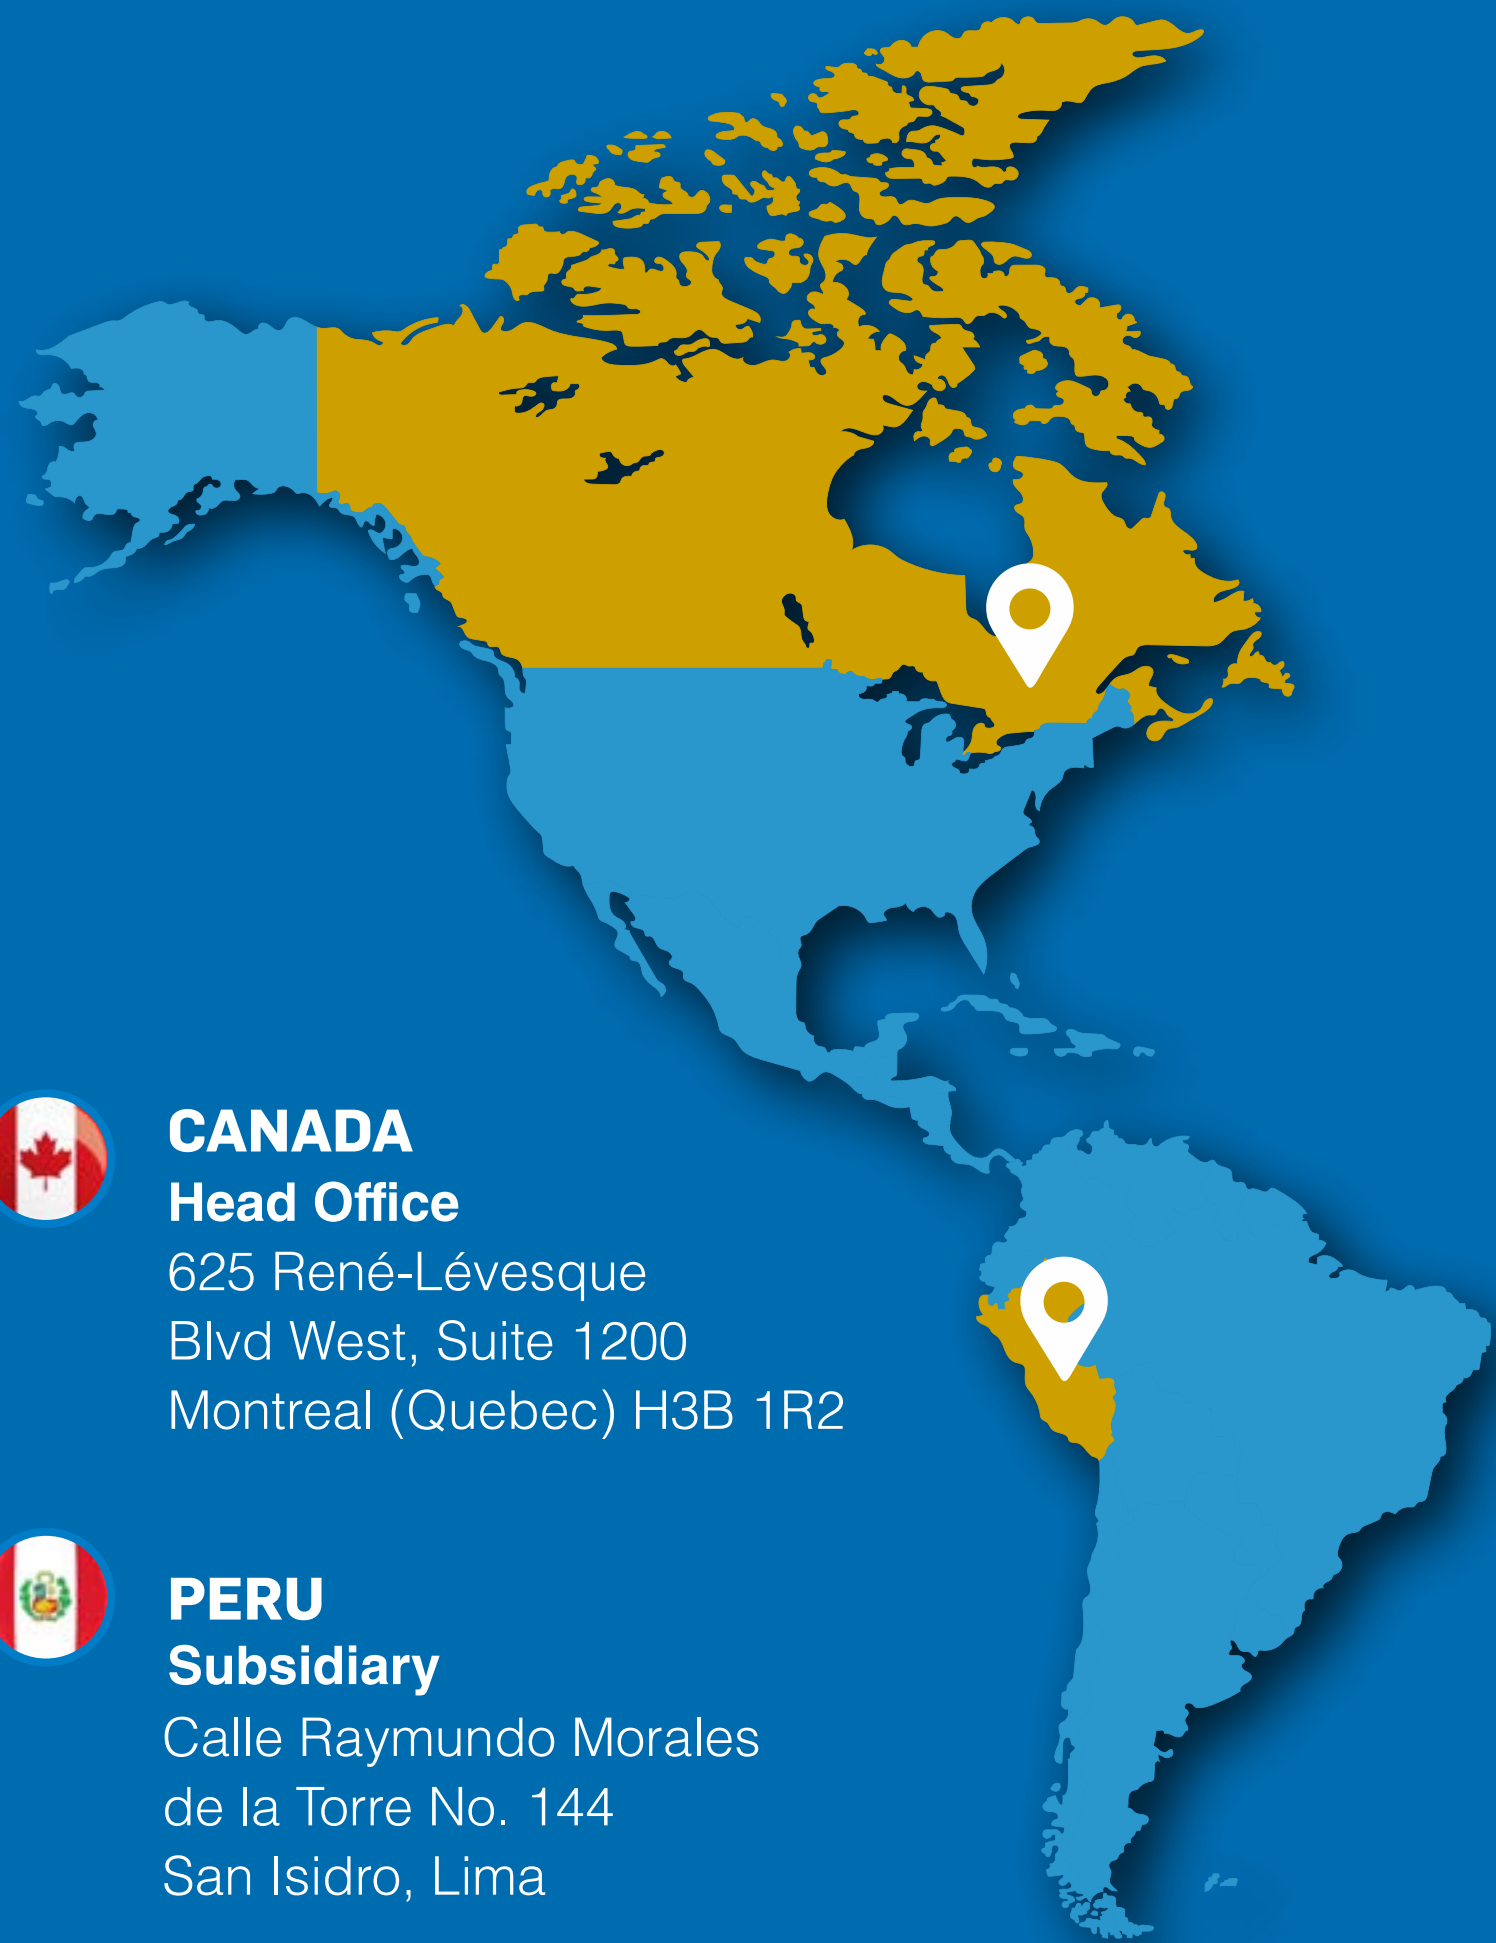 CANADA
Head Office
625 René-Lévesque
Blvd West, Suite 1200
Montreal (Quebec) H3B 1R2
PERU
Subsidiary
Calle Raymundo Morales
de la Torre No. 144
San Isidro, Lima